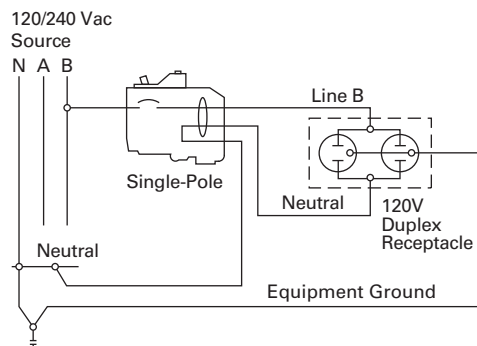 120/240 Vac
Source
N A B
Line B
Single-Pole
Neutral
120V
Duplex
Receptacle
Neutral
Equipment Ground